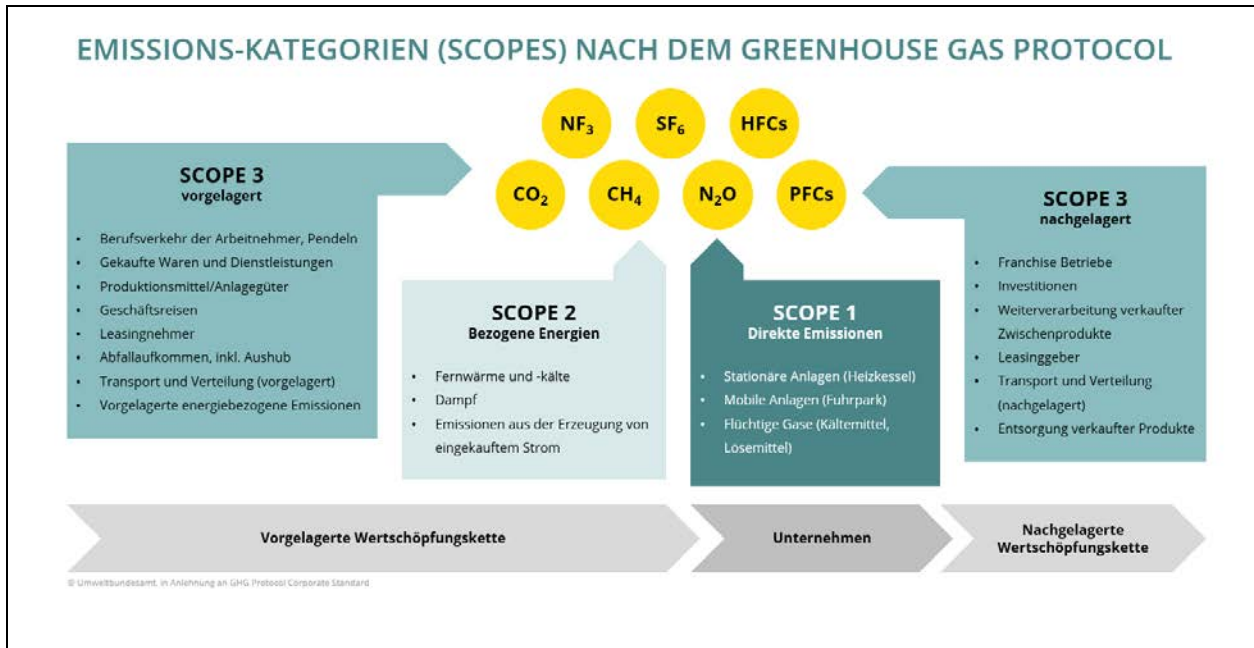 EMISSIONS-KATEGORIEN (SCOPES) NACH DEM GREENHOUSE GAS PROTOCOL
NF₃
SF₆
HFCs
CO₂
CH₄
N₂O
PFCs
SCOPE 3
vorgelagert
• Berufsverkehr der Arbeitnehmer, Pendeln
• Gekaufte Waren und Dienstleistungen
• Produktionsmittel/Anlagegüter
• Geschäftsreisen
• Leasingnehmer
• Abfallaufkommen, inkl. Aushub
• Transport und Verteilung (vorgelagert)
• Vorgelagerte energiebezogene Emissionen
SCOPE 2
Bezogene Energien
• Fernwärme und -kälte
• Dampf
• Emissionen aus der Erzeugung von
eingekauftem Strom
SCOPE 1
Direkte Emissionen
• Stationäre Anlagen (Heizkessel)
• Mobile Anlagen (Fuhrpark)
• Flüchtige Gase (Kältemittel,
Lösemittel)
SCOPE 3
nachgelagert
• Franchise Betriebe
• Investitionen
• Weiterverarbeitung verkaufter
Zwischenprodukte
• Leasinggeber
• Transport und Verteilung
(nachgelagert)
• Entsorgung verkaufter Produkte
Vorgelagerte Wertschöpfungskette
Unternehmen
Nachgelagerte
Wertschöpfungskette
© Umweltbundesamt, in Anlehnung an GHG Protocol Corporate Standard